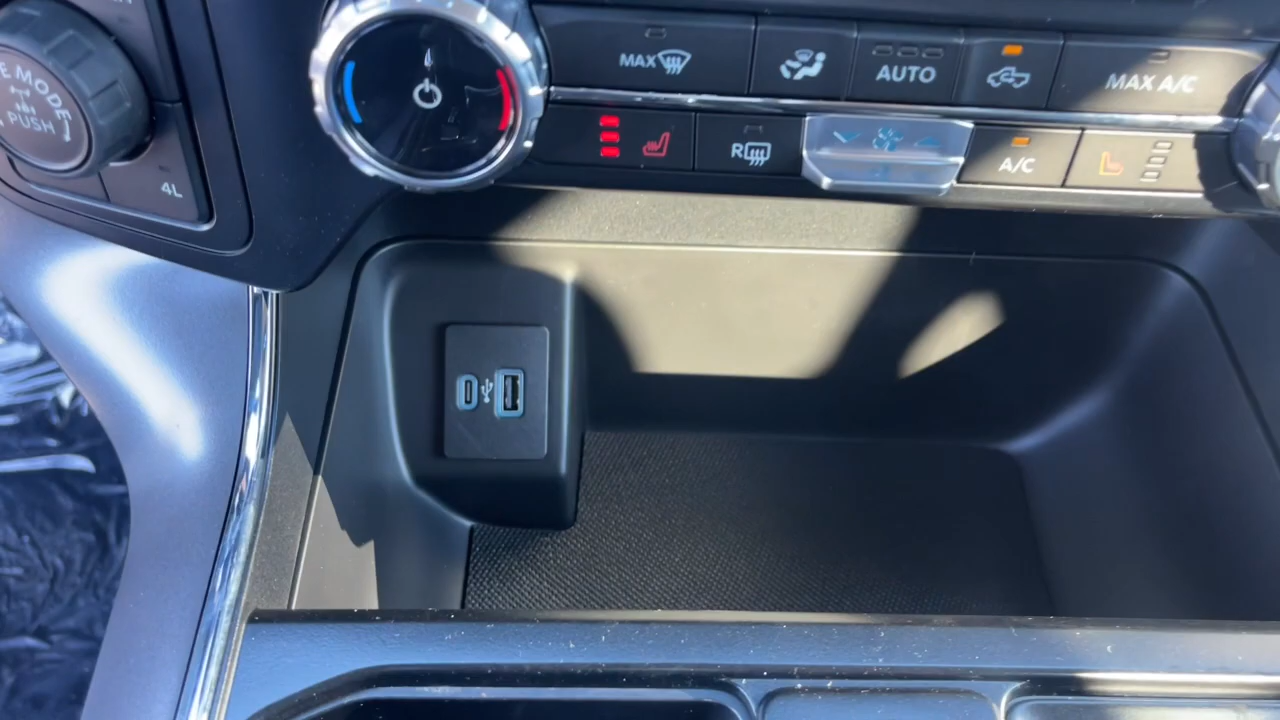 E MODE
PUSH
4L
MAX
AUTO
MAX A/C
R
A/C